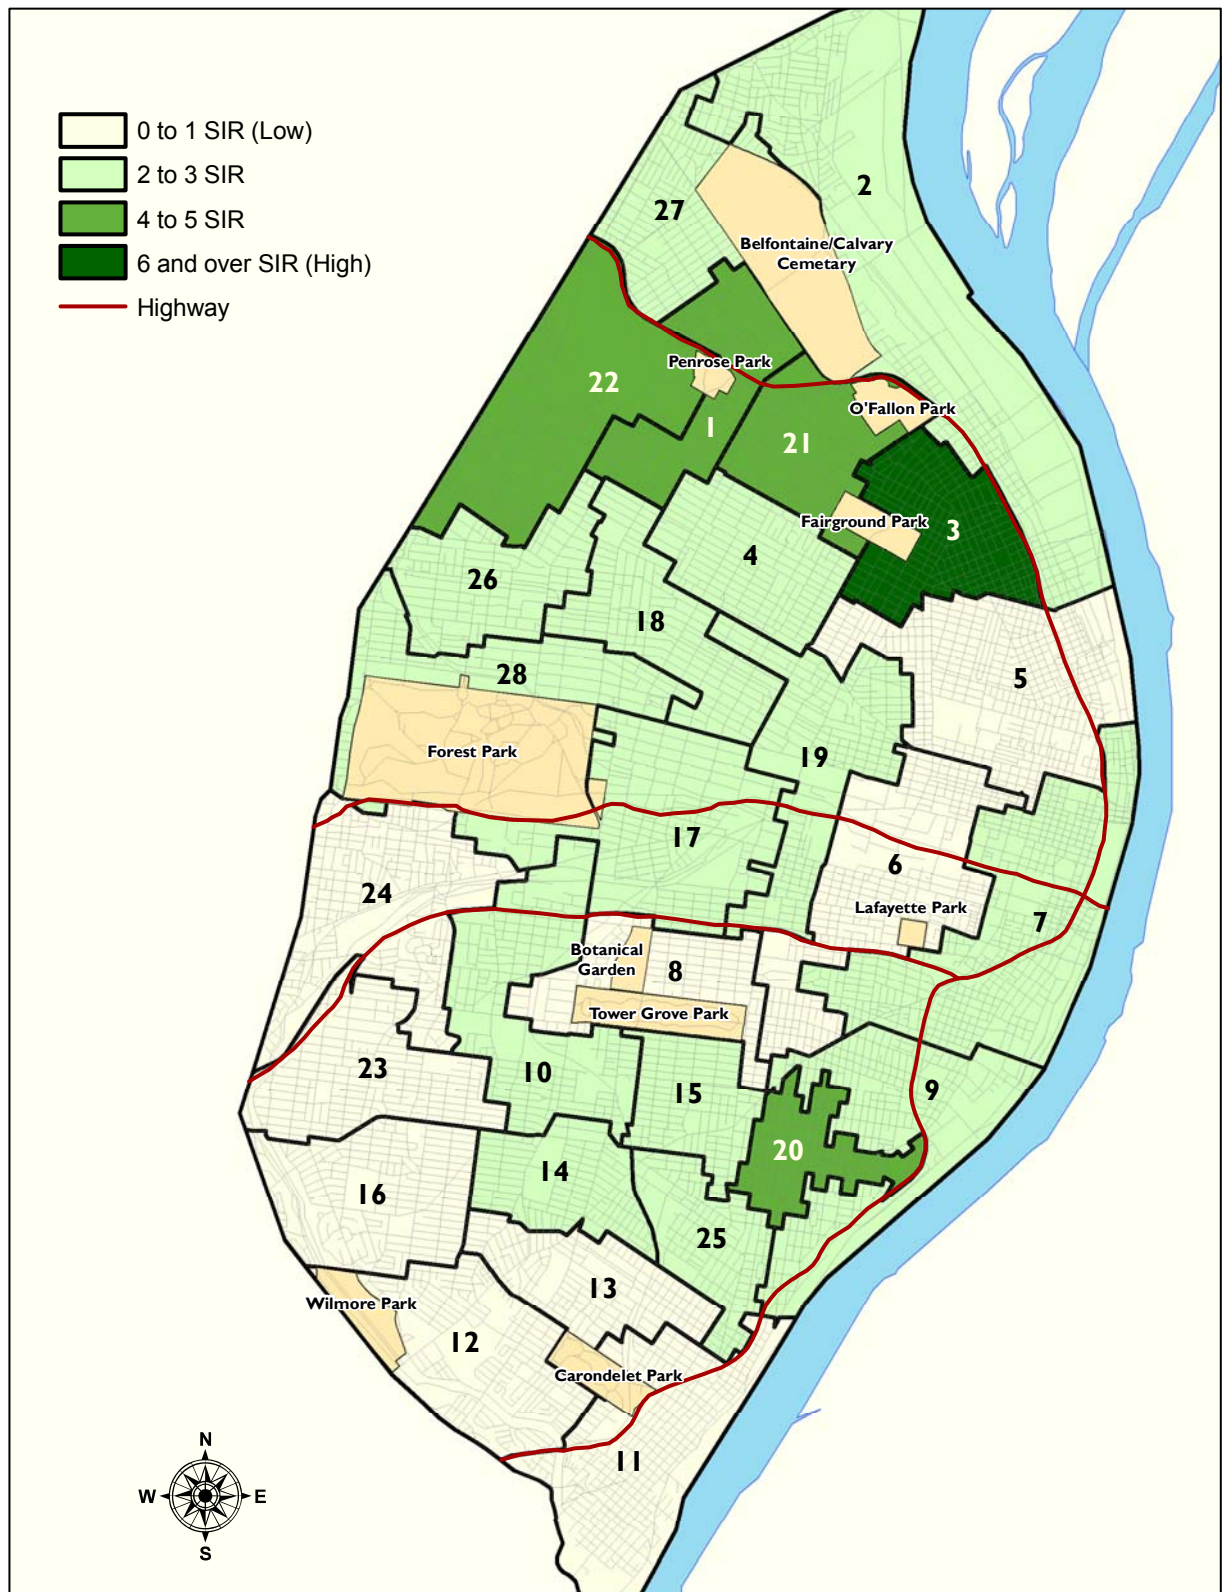 0 to 1 SIR (Low)
2 to 3 SIR
4 to 5 SIR
6 and over SIR (High)
Highway
2
27
Belfontaine/Calvary
Cemetary
Penrose Park
22
O'Fallon Park
1
21
Fairground Park
3
4
26
18
28
5
Forest Park
19
17
6
24
Lafayette Park
7
Botanical
Garden
8
Tower Grove Park
23
10
15
9
20
14
16
25
13
Wilmore Park
12
Carondelet Park
11
N
W
E
S